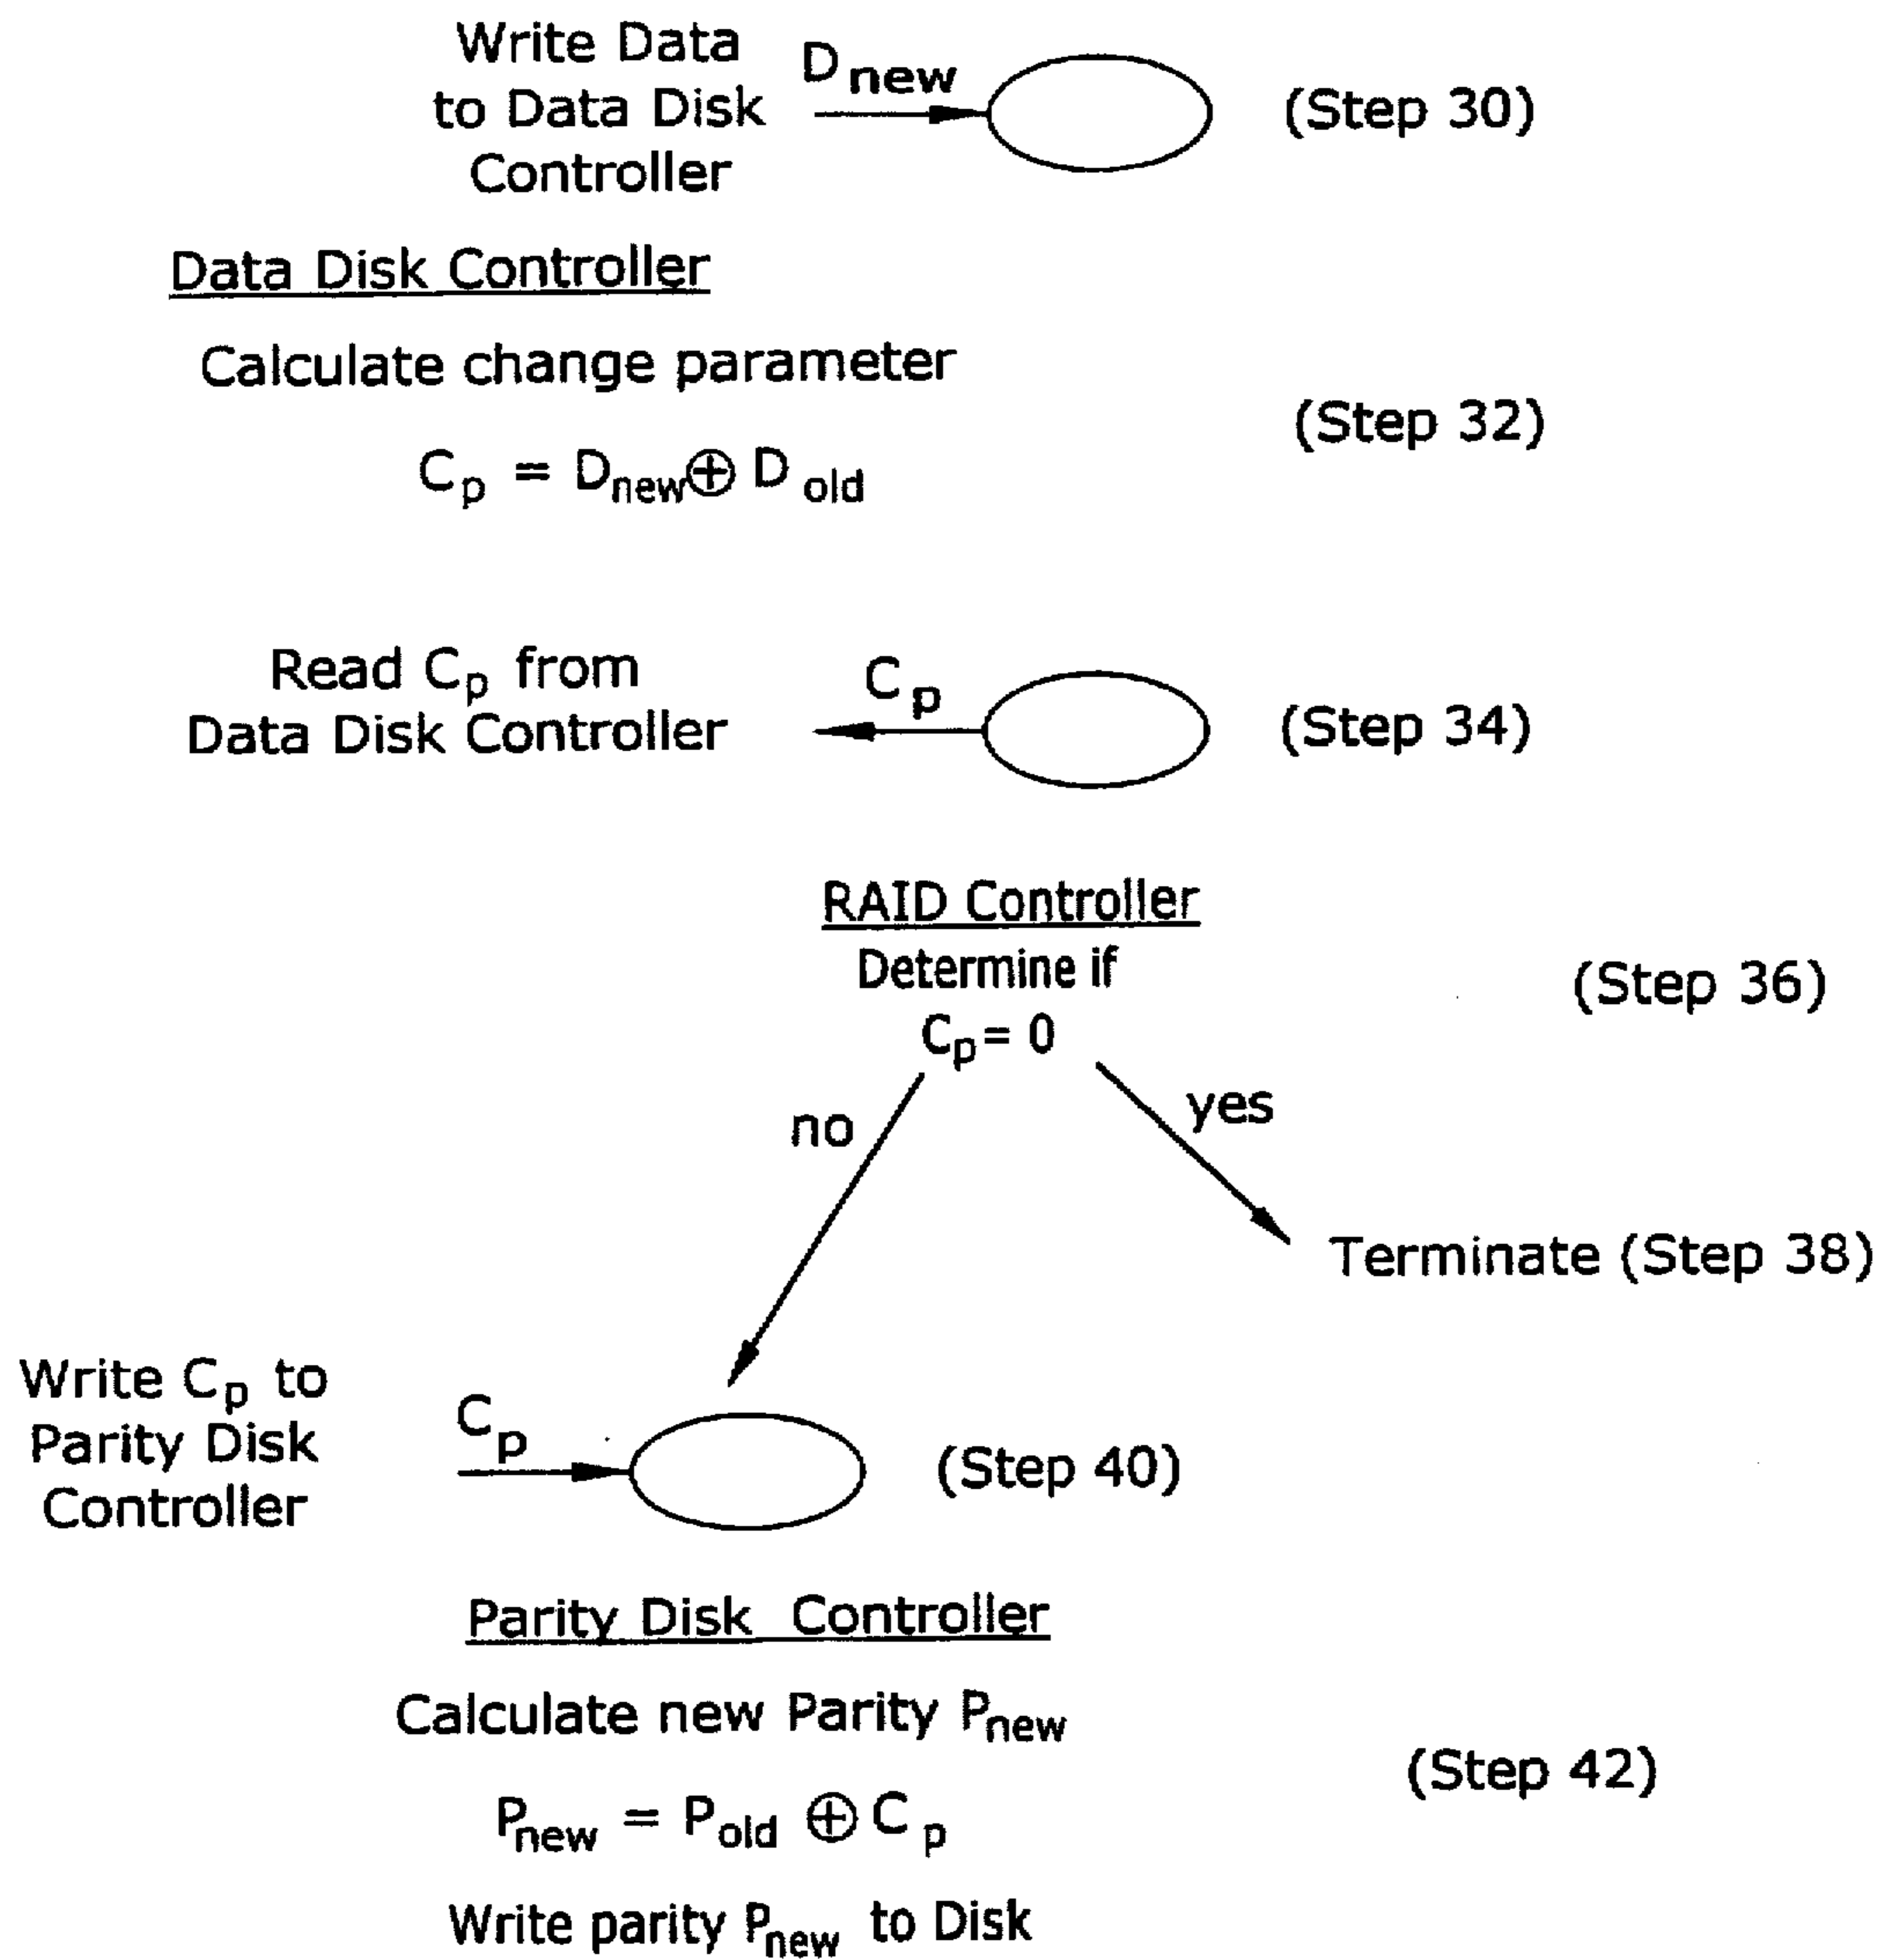 Write Data
to Data Disk
Controller
D new
(Step 30)
Data Disk Controller
Calculate change parameter
(Step 32)
Cp = Dnew ⊕ D old
Read Cp from
Data Disk Controller
Cp
(Step 34)
RAID Controller
Determine if
Cp = 0
(Step 36)
no
yes
Terminate (Step 38)
Write Cp to
Parity Disk
Controller
Cp
(Step 40)
Parity Disk Controller
Calculate new Parity Pnew
(Step 42)
Pnew = Pold ⊕ Cp
Write parity Pnew to Disk